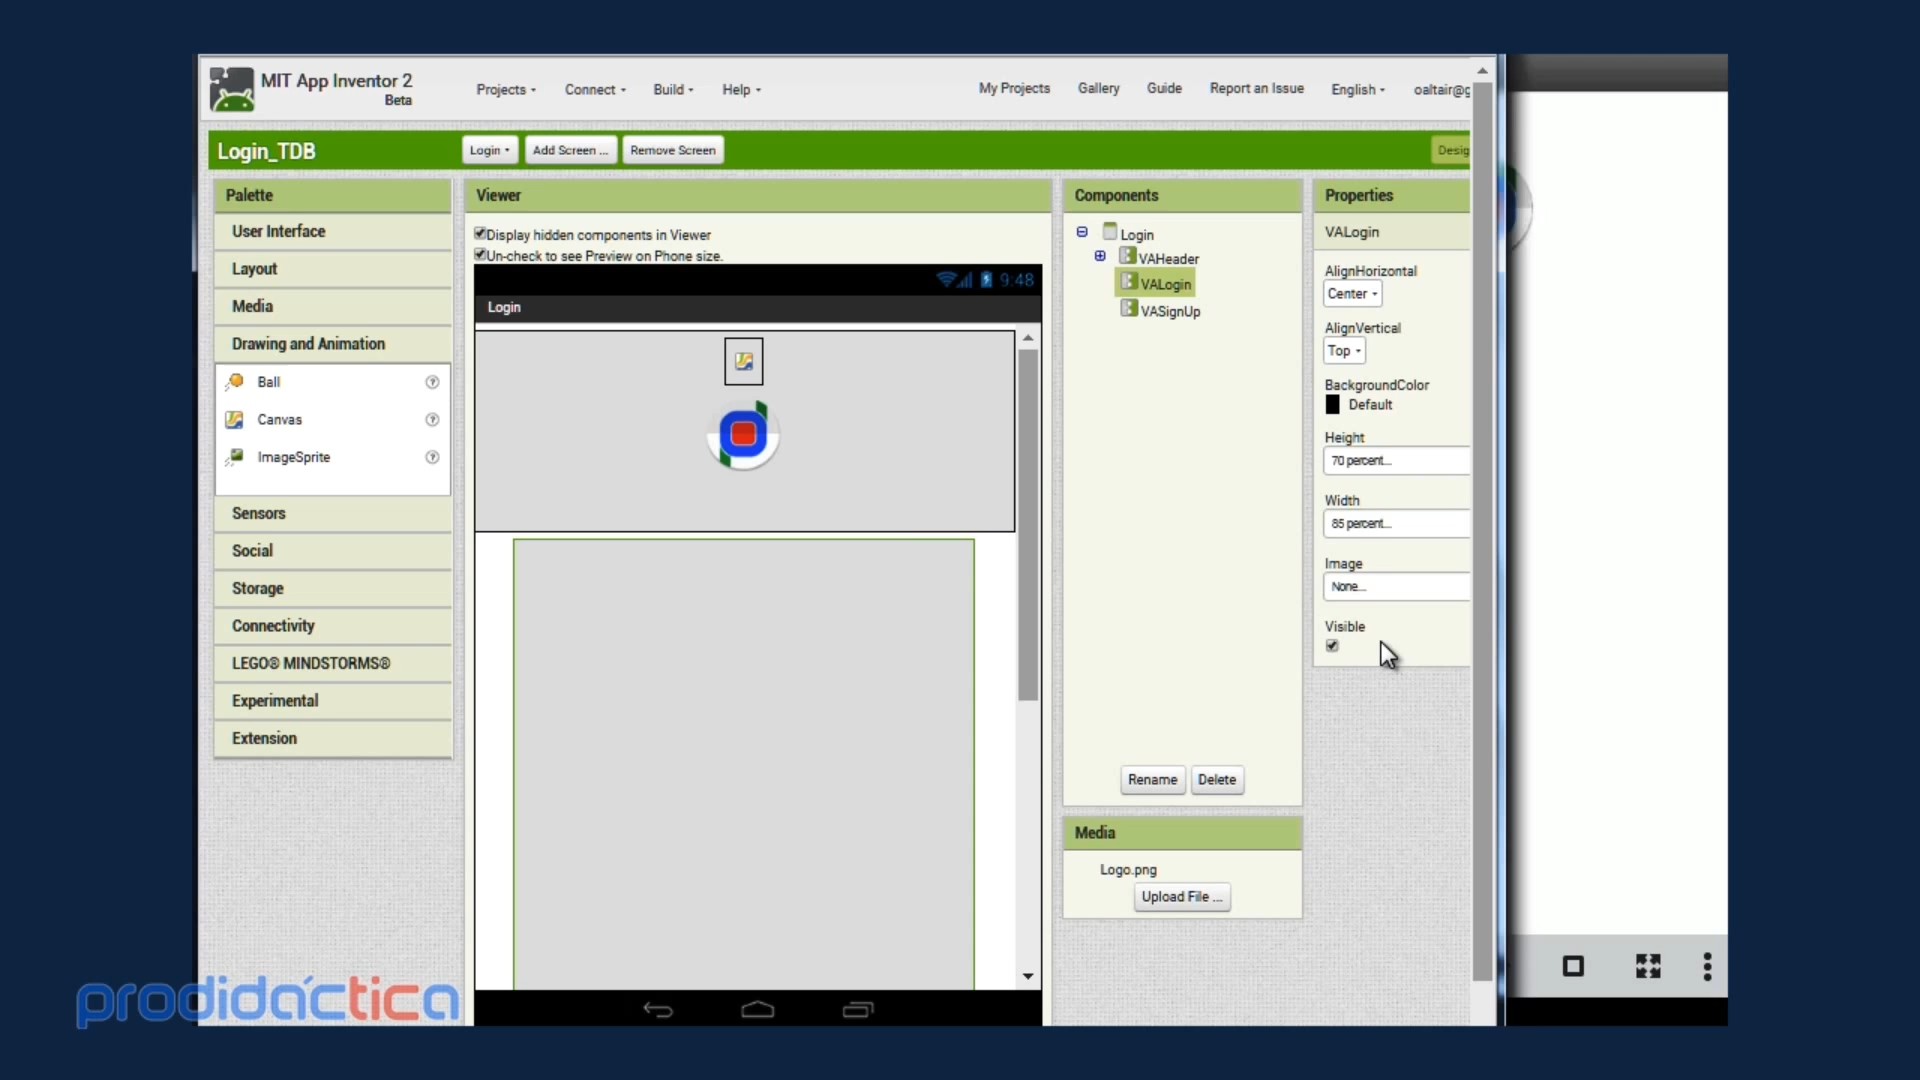 MIT App Inventor 2
Beta
Projects
Connect
Build
Help
My Projects
Gallery
Guide
Report an Issue
English
oaltair@g
Login_TDB
Login
Add Screen ...
Remove Screen
Desig
Palette
User Interface
Layout
Media
Drawing and Animation
Ball
Canvas
ImageSprite
Sensors
Social
Storage
Connectivity
LEGO® MINDSTORMS®
Experimental
Extension
Viewer
Display hidden components in Viewer
Un-check to see Preview on Phone size.
9:48
Login
Components
Login
VAHeader
VALogin
VASignUp
Rename
Delete
Media
Logo.png
Upload File ...
Properties
VALogin
AlignHorizontal
Center
AlignVertical
Top
BackgroundColor
Default
Height
70 percent...
Width
85 percent...
Image
None...
Visible
prodidáctica